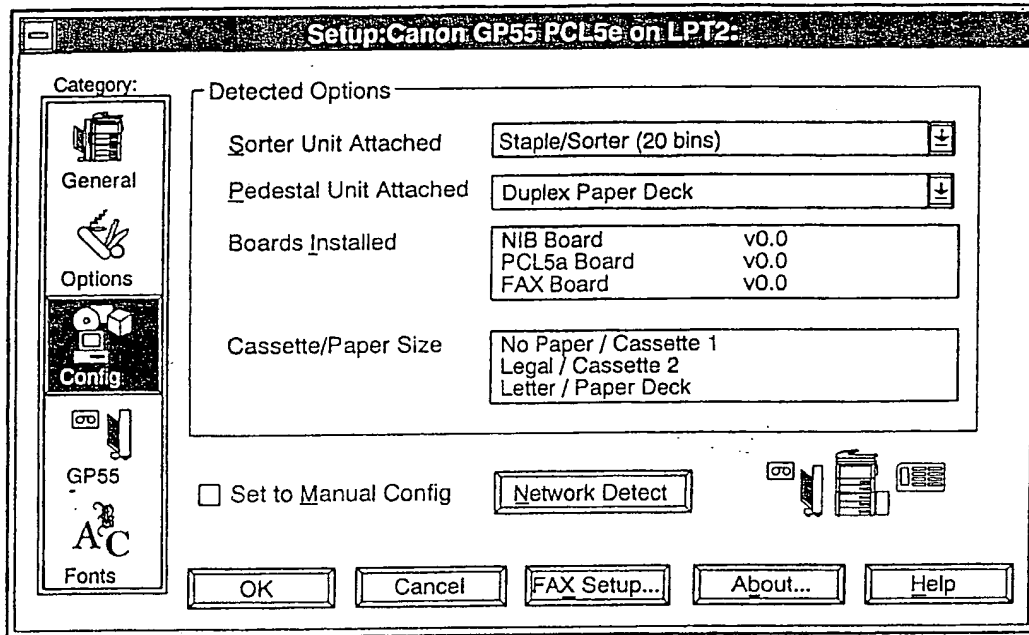 Setup:Canon GP55 PCL5e on LPT2:
Category:
General
Options
Config
GP55
Fonts
Detected Options
Sorter Unit Attached
Staple/Sorter (20 bins)
Pedestal Unit Attached
Duplex Paper Deck
Boards Installed
NIB Board v0.0
PCL5a Board v0.0
FAX Board v0.0
Cassette/Paper Size
No Paper / Cassette 1
Legal / Cassette 2
Letter / Paper Deck
Set to Manual Config
Network Detect
OK
Cancel
FAX Setup...
About...
Help